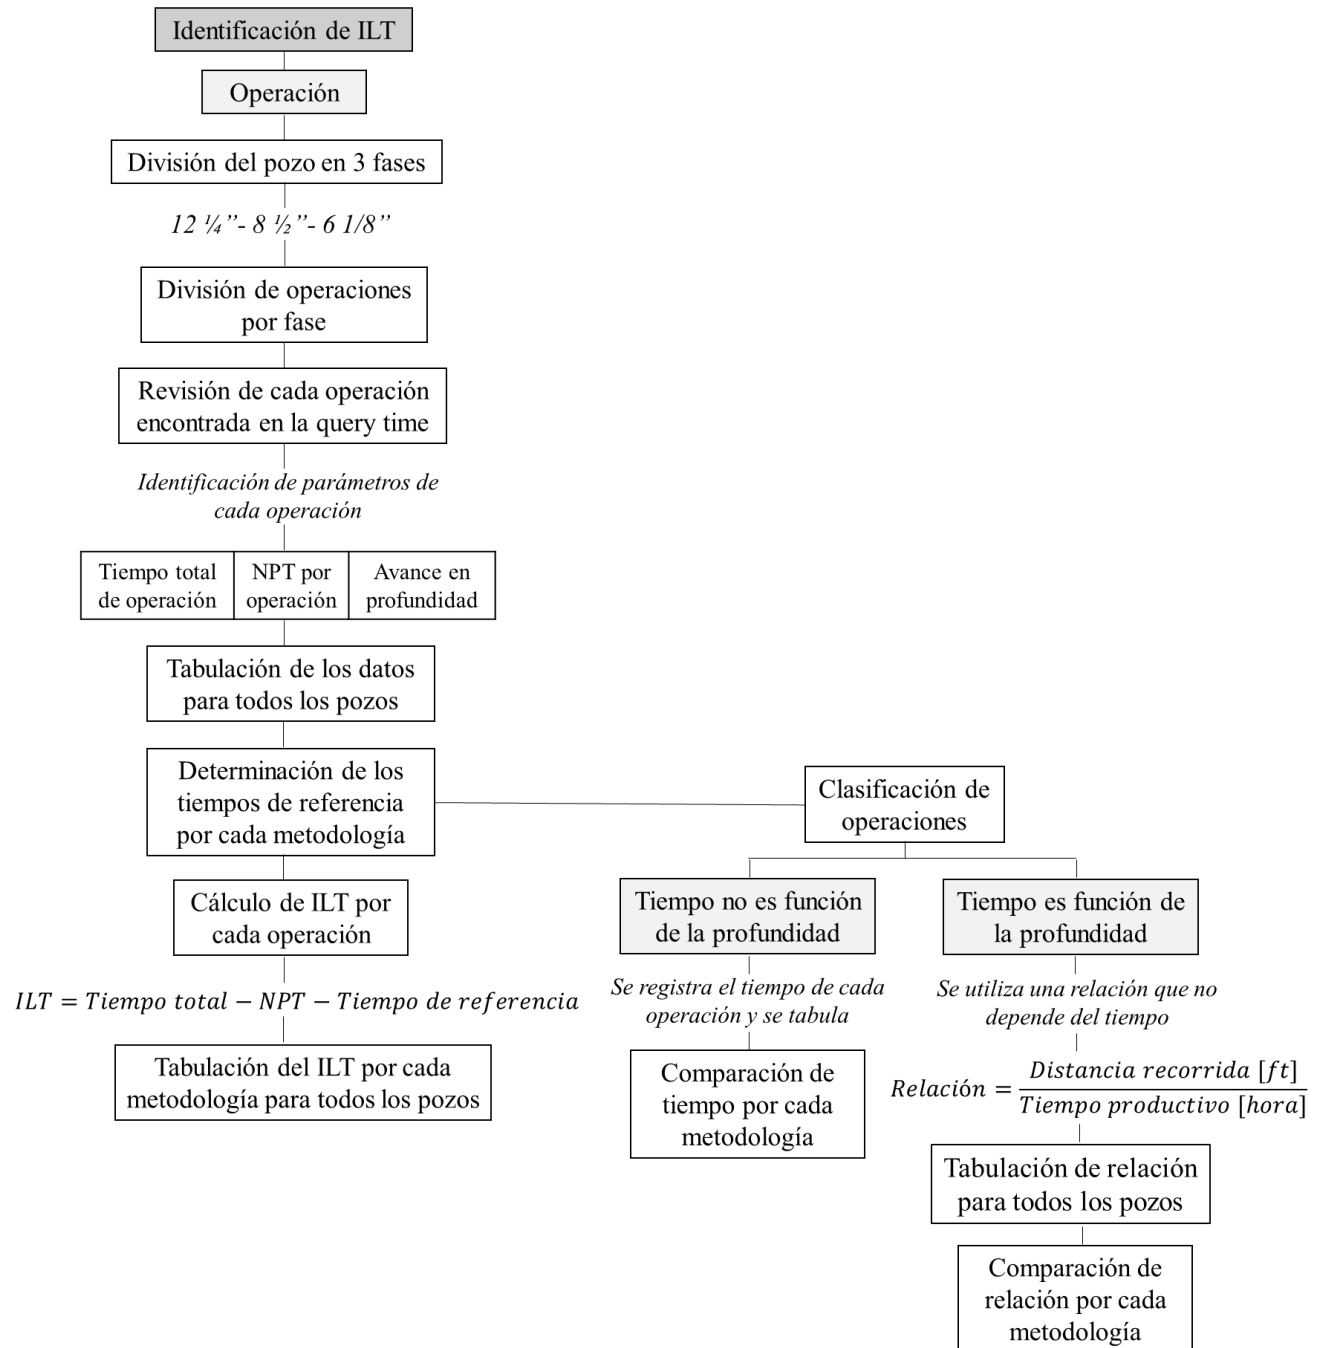 Identificación de ILT
Operación
División del pozo en 3 fases
12 ¼”- 8 ½”- 6 1/8”
División de operaciones
por fase
Revisión de cada operación
encontrada en la query time
Identificación de parámetros de
cada operación
Tiempo total
de operación
NPT por
operación
Avance en
profundidad
Tabulación de los datos
para todos los pozos
Determinación de los
tiempos de referencia
por cada metodología
Cálculo de ILT por
cada operación
ILT = Tiempo total − NPT − Tiempo de referencia
Tabulación del ILT por cada
metodología para todos los pozos
Clasificación de
operaciones
Tiempo no es función
de la profundidad
Se registra el tiempo de cada
operación y se tabula
Comparación de
tiempo por cada
metodología
Tiempo es función de
la profundidad
Se utiliza una relación que no
depende del tiempo
Relación = Distancia recorrida [ft]
Tiempo productivo [hora]
Tabulación de relación
para todos los pozos
Comparación de
relación por cada
metodología